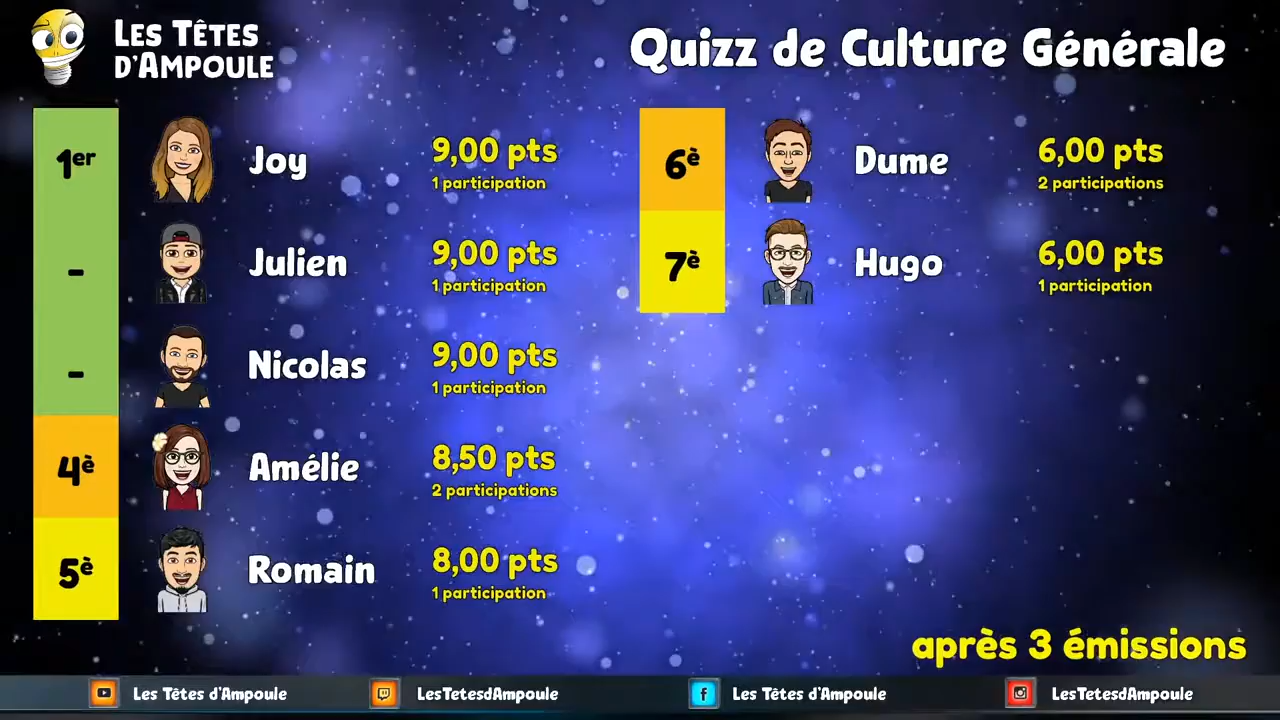 Les Têtes
d'Ampoule
Quizz de Culture Générale
1er
Joy
9,00 pts
1 participation
-
Julien
9,00 pts
1 participation
-
Nicolas
9,00 pts
1 participation
4è
Amélie
8,50 pts
2 participations
5è
Romain
8,00 pts
1 participation
6è
Dume
6,00 pts
2 participations
7è
Hugo
6,00 pts
1 participation
après 3 émissions
Les Têtes d'Ampoule
LesTetesdAmpoule
Les Têtes d'Ampoule
LesTetesdAmpoule